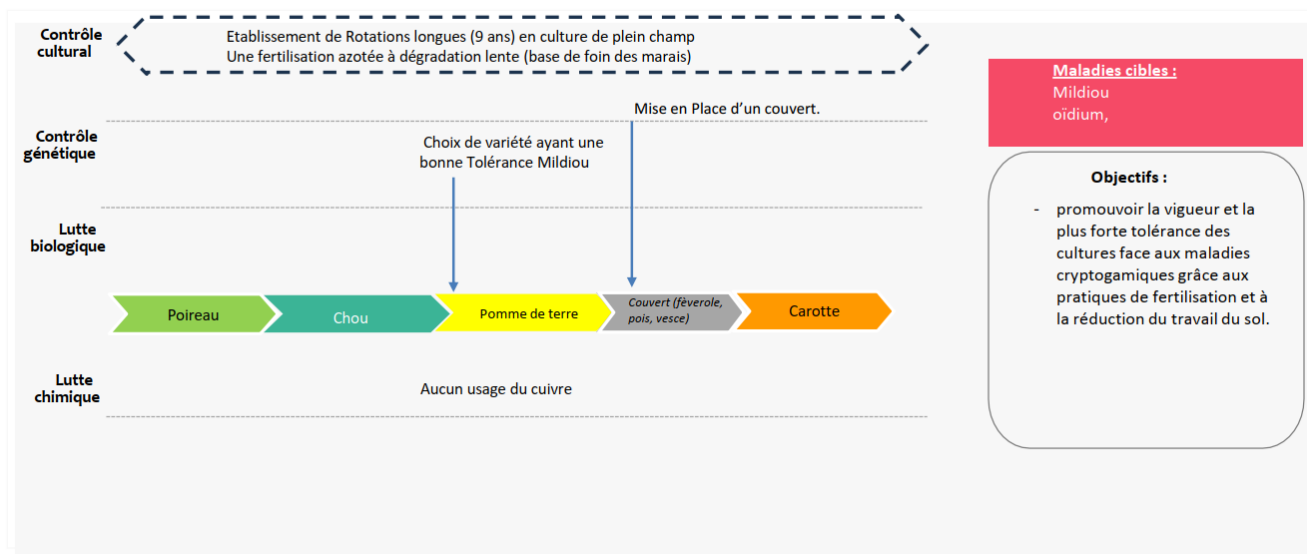 Contrôle
cultural
Etablissement de Rotations longues (9 ans) en culture de plein champ
Une fertilisation azotée à dégradation lente (base de foin des marais)
Contrôle
génétique
Mise en Place d'un couvert.
Choix de variété ayant une
bonne Tolérance Mildiou
Lutte
biologique
Poireau
Chou
Pomme de terre
Couvert (fèverole,
pois, vesce)
Carotte
Lutte
chimique
Aucun usage du cuivre
Maladies cibles :
Mildiou
oïdium,
Objectifs :
- promouvoir la vigueur et la
plus forte tolérance des
cultures face aux maladies
cryptogamiques grâce aux
pratiques de fertilisation et à
la réduction du travail du sol.